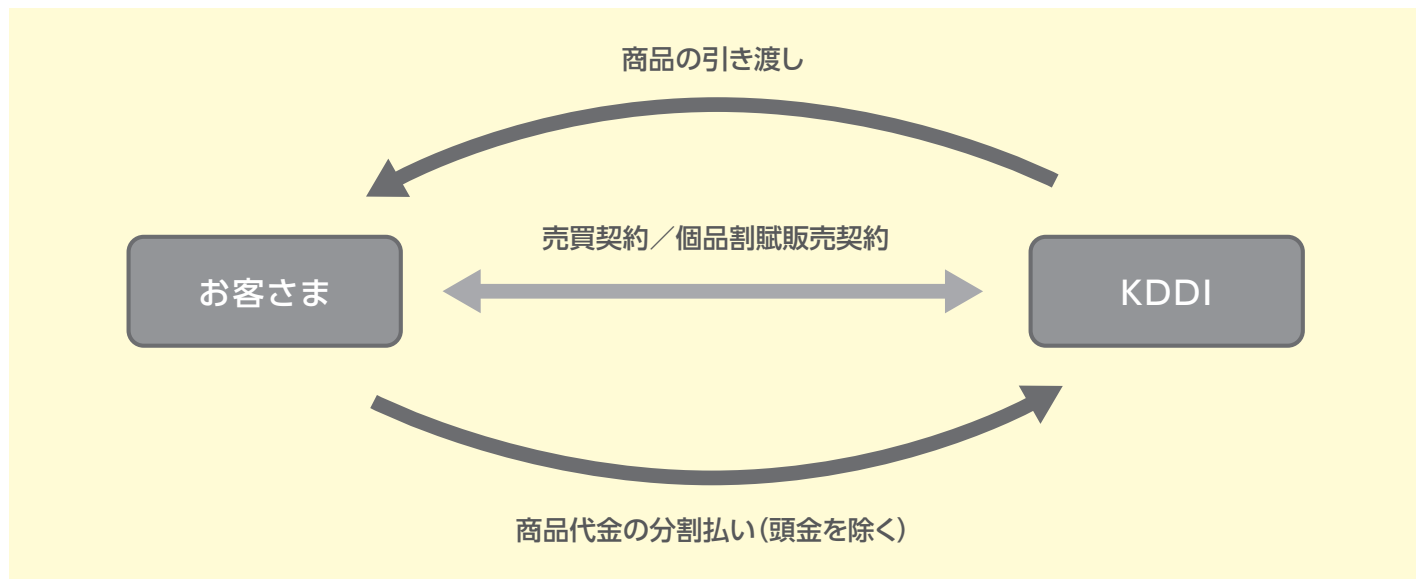 商品の引き渡し
売買契約／個品割賦販売契約
お客さま
KDDI
商品代金の分割払い（頭金を除く）